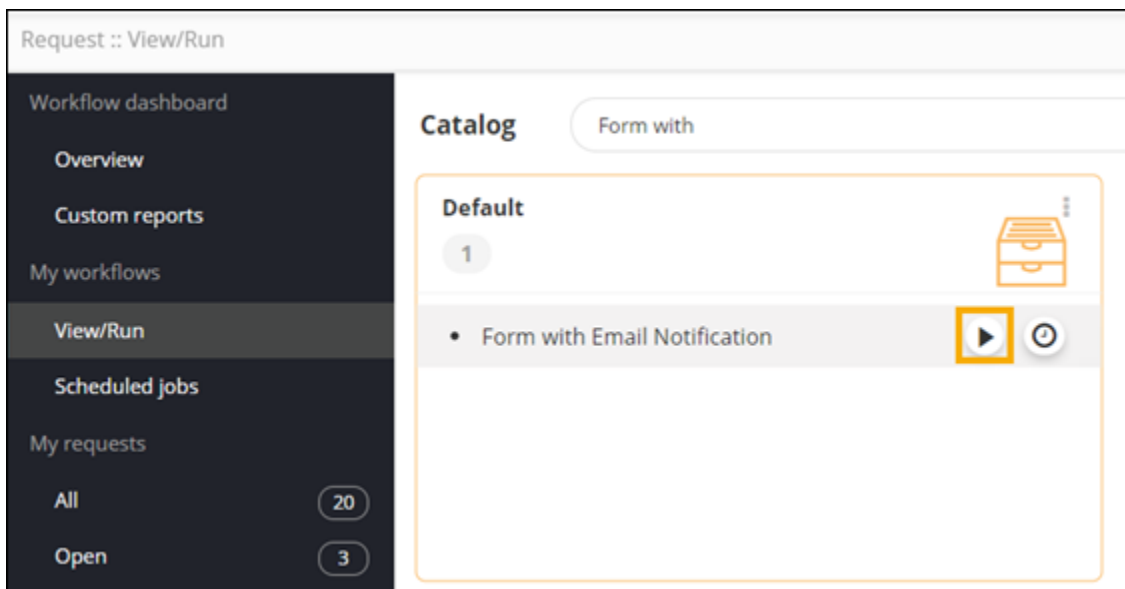 Request :: View/Run
Workflow dashboard
Overview
Custom reports
My workflows
View/Run
Scheduled jobs
My requests
All 20
Open 3
Catalog Form with
Default
1
• Form with Email Notification